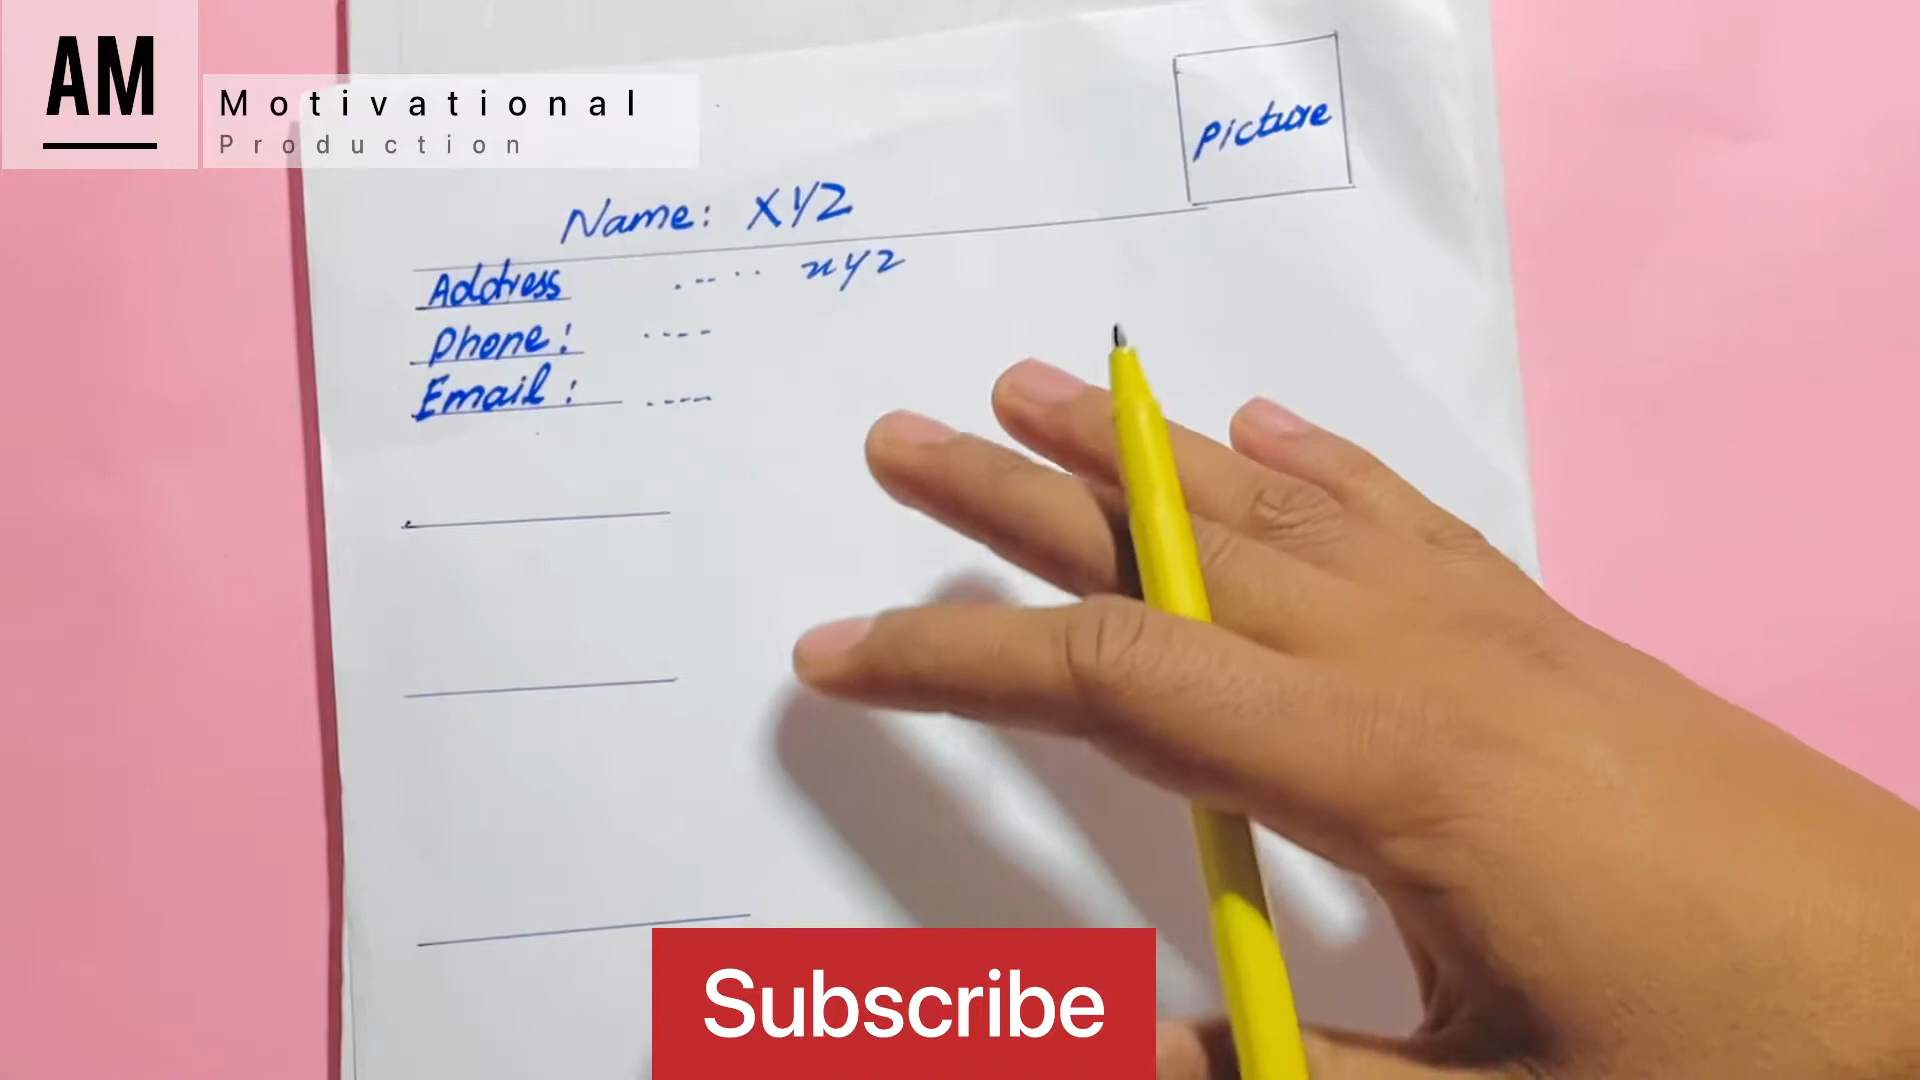 AM
Motivational
Production
Picture
Name: XYZ
Address .--.. xyz
Phone: ....
Email: ....
Subscribe